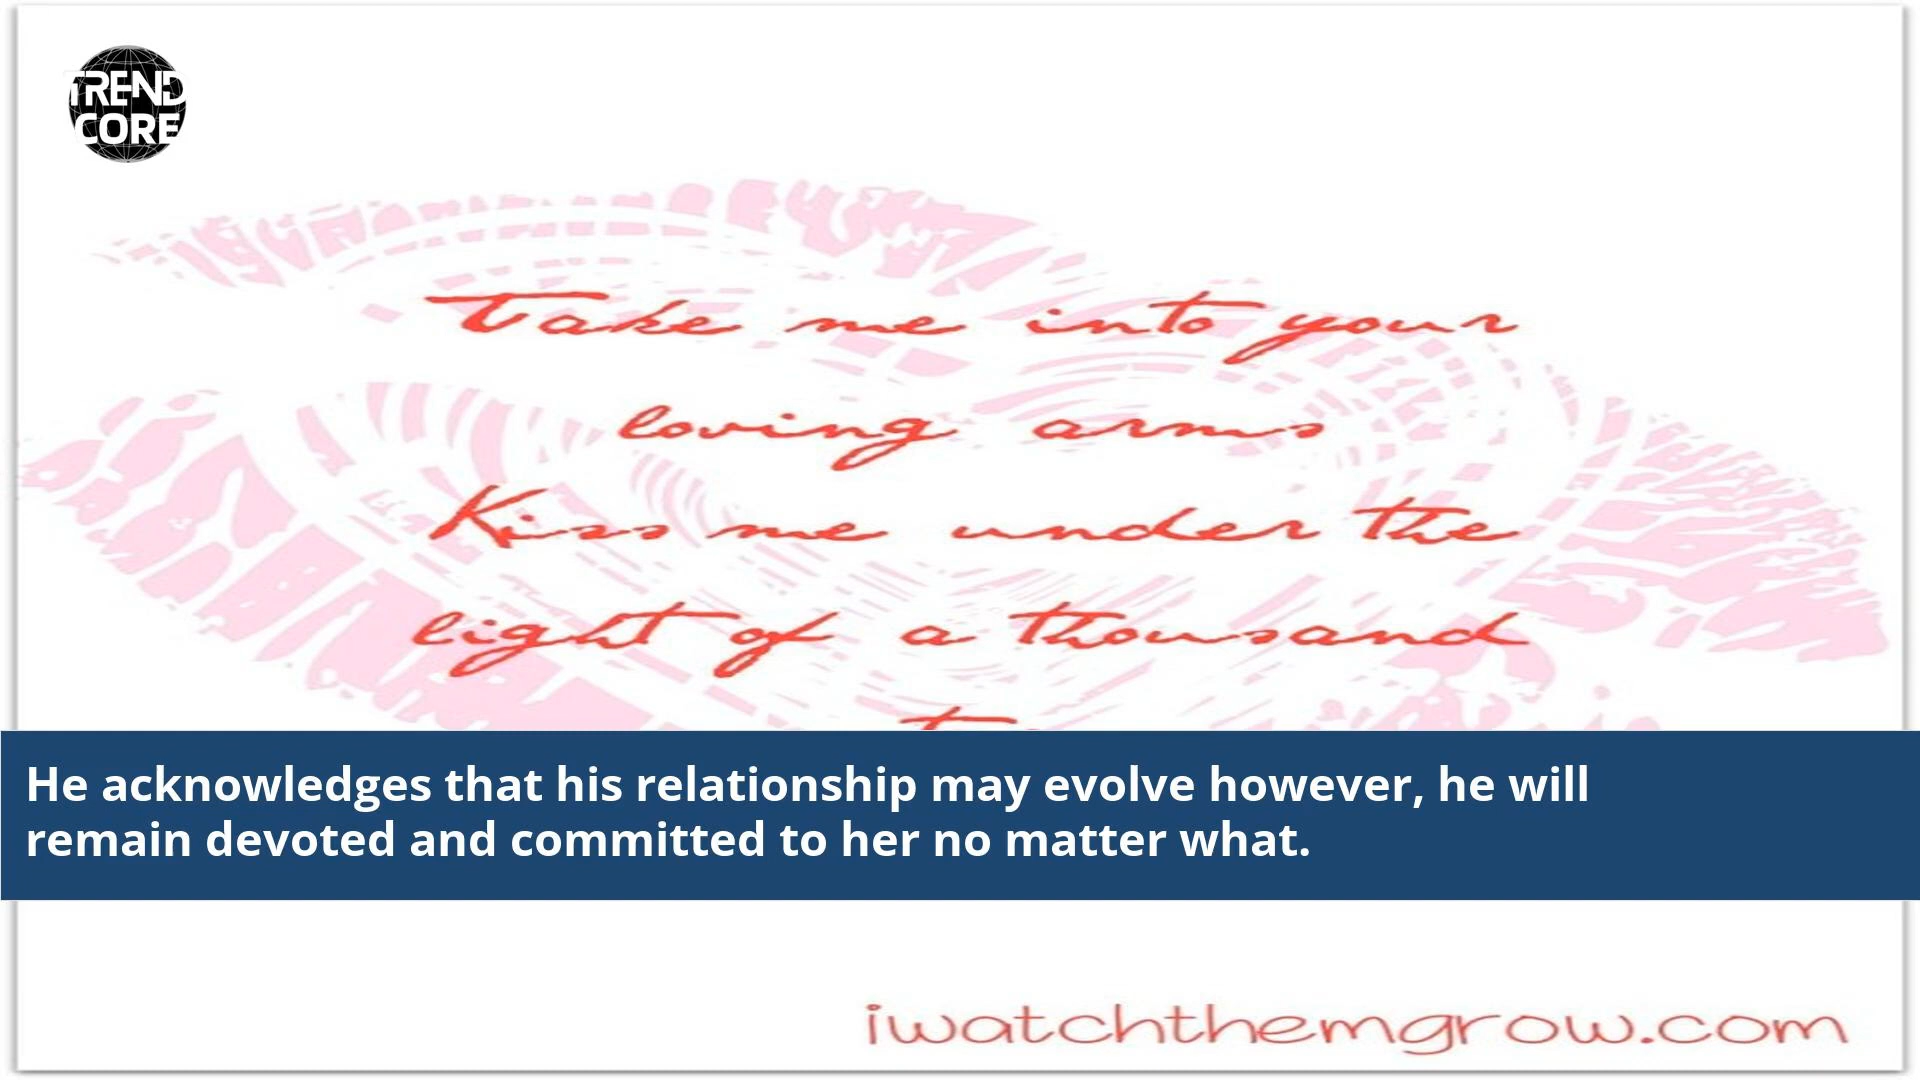 TREND
CORE
Take me into your
loving arms
Kiss me under the
light of a thousand
He acknowledges that his relationship may evolve however, he will
remain devoted and committed to her no matter what.
iwatchthemgrow.com